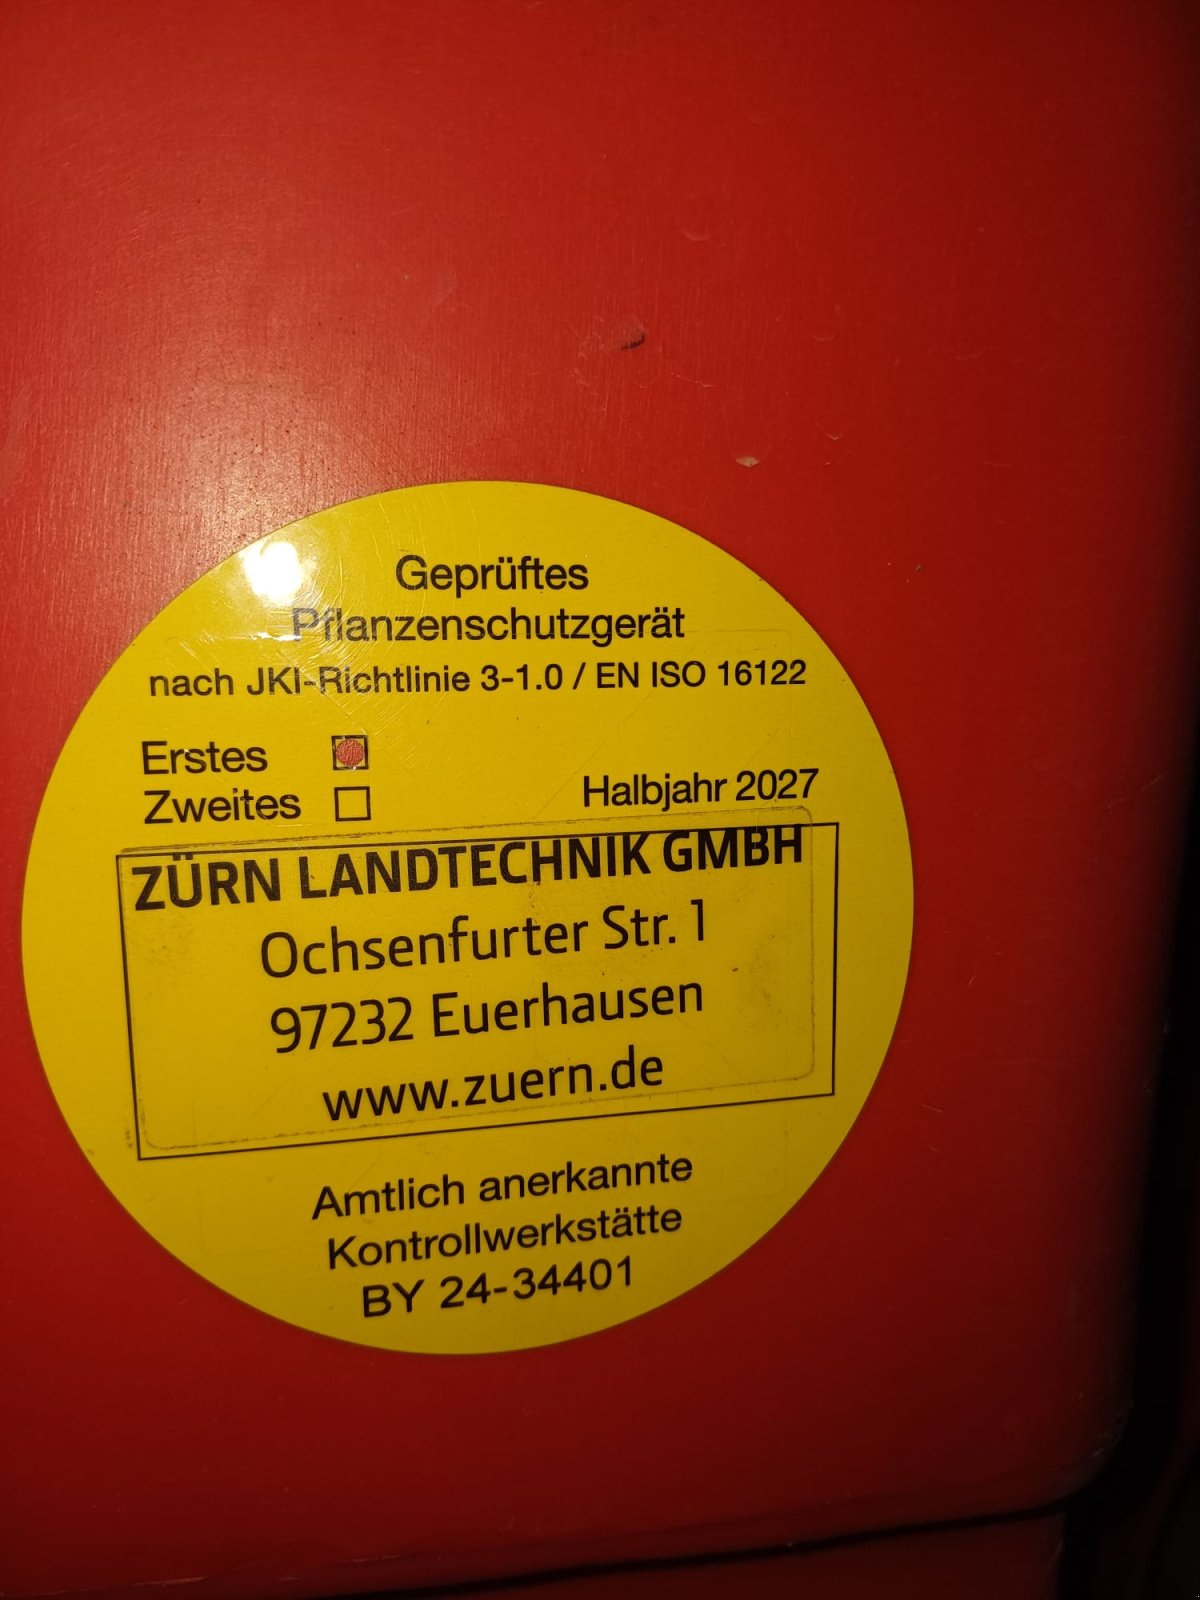 Geprüftes
Pflanzenschutzgerät
nach JKI-Richtlinie 3-1.0 / EN ISO 16122
Erstes
Zweites
Halbjahr 2027
ZÜRN LANDTECHNIK GMBH
Ochsenfurter Str. 1
97232 Euerhausen
www.zuern.de
Amtlich anerkannte
Kontrollwerkstätte
BY 24-34401